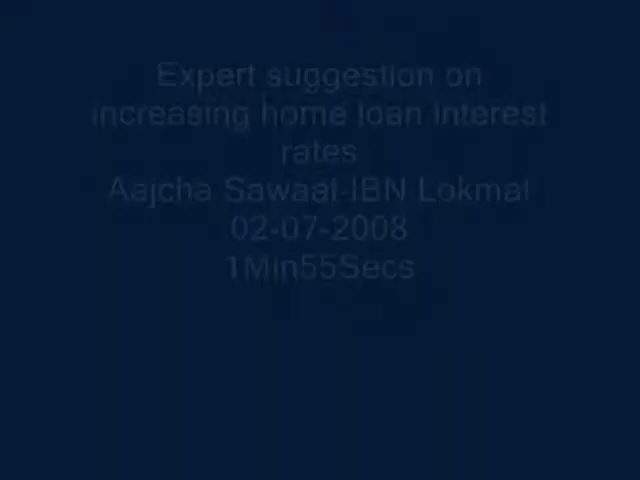 Expert suggestion on
increasing home loan interest
rates
Aajcha Sawaal-IBN Lokmat
02-07-2008
1Min55Secs